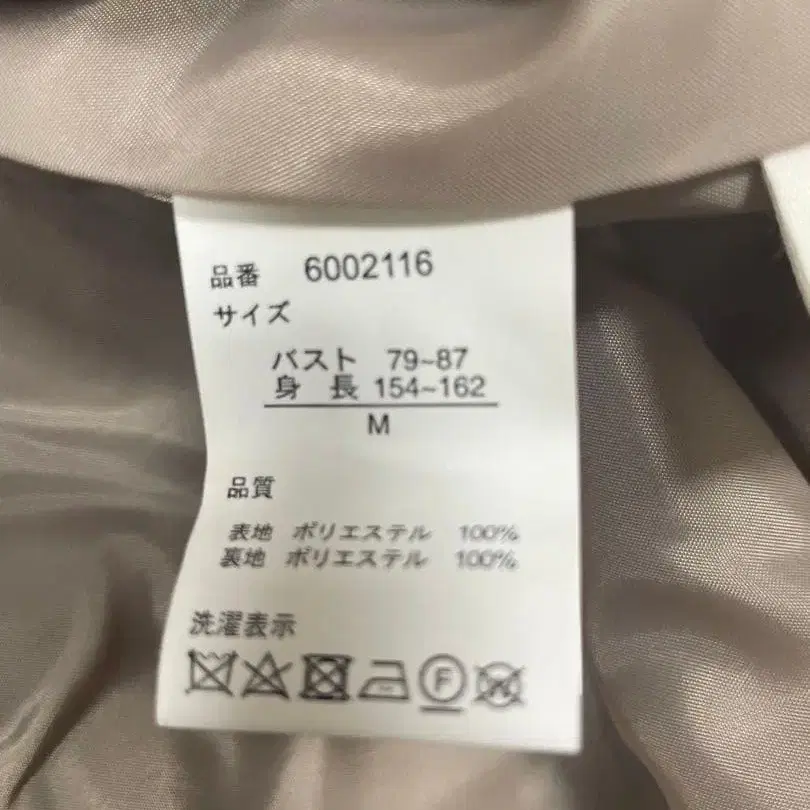 品番 6002116
サイズ
バスト 79~87
身 長 154~162
M
品質
表地 ポリエステル 100%
裏地 ポリエステル 100%
洗濯表示
F W